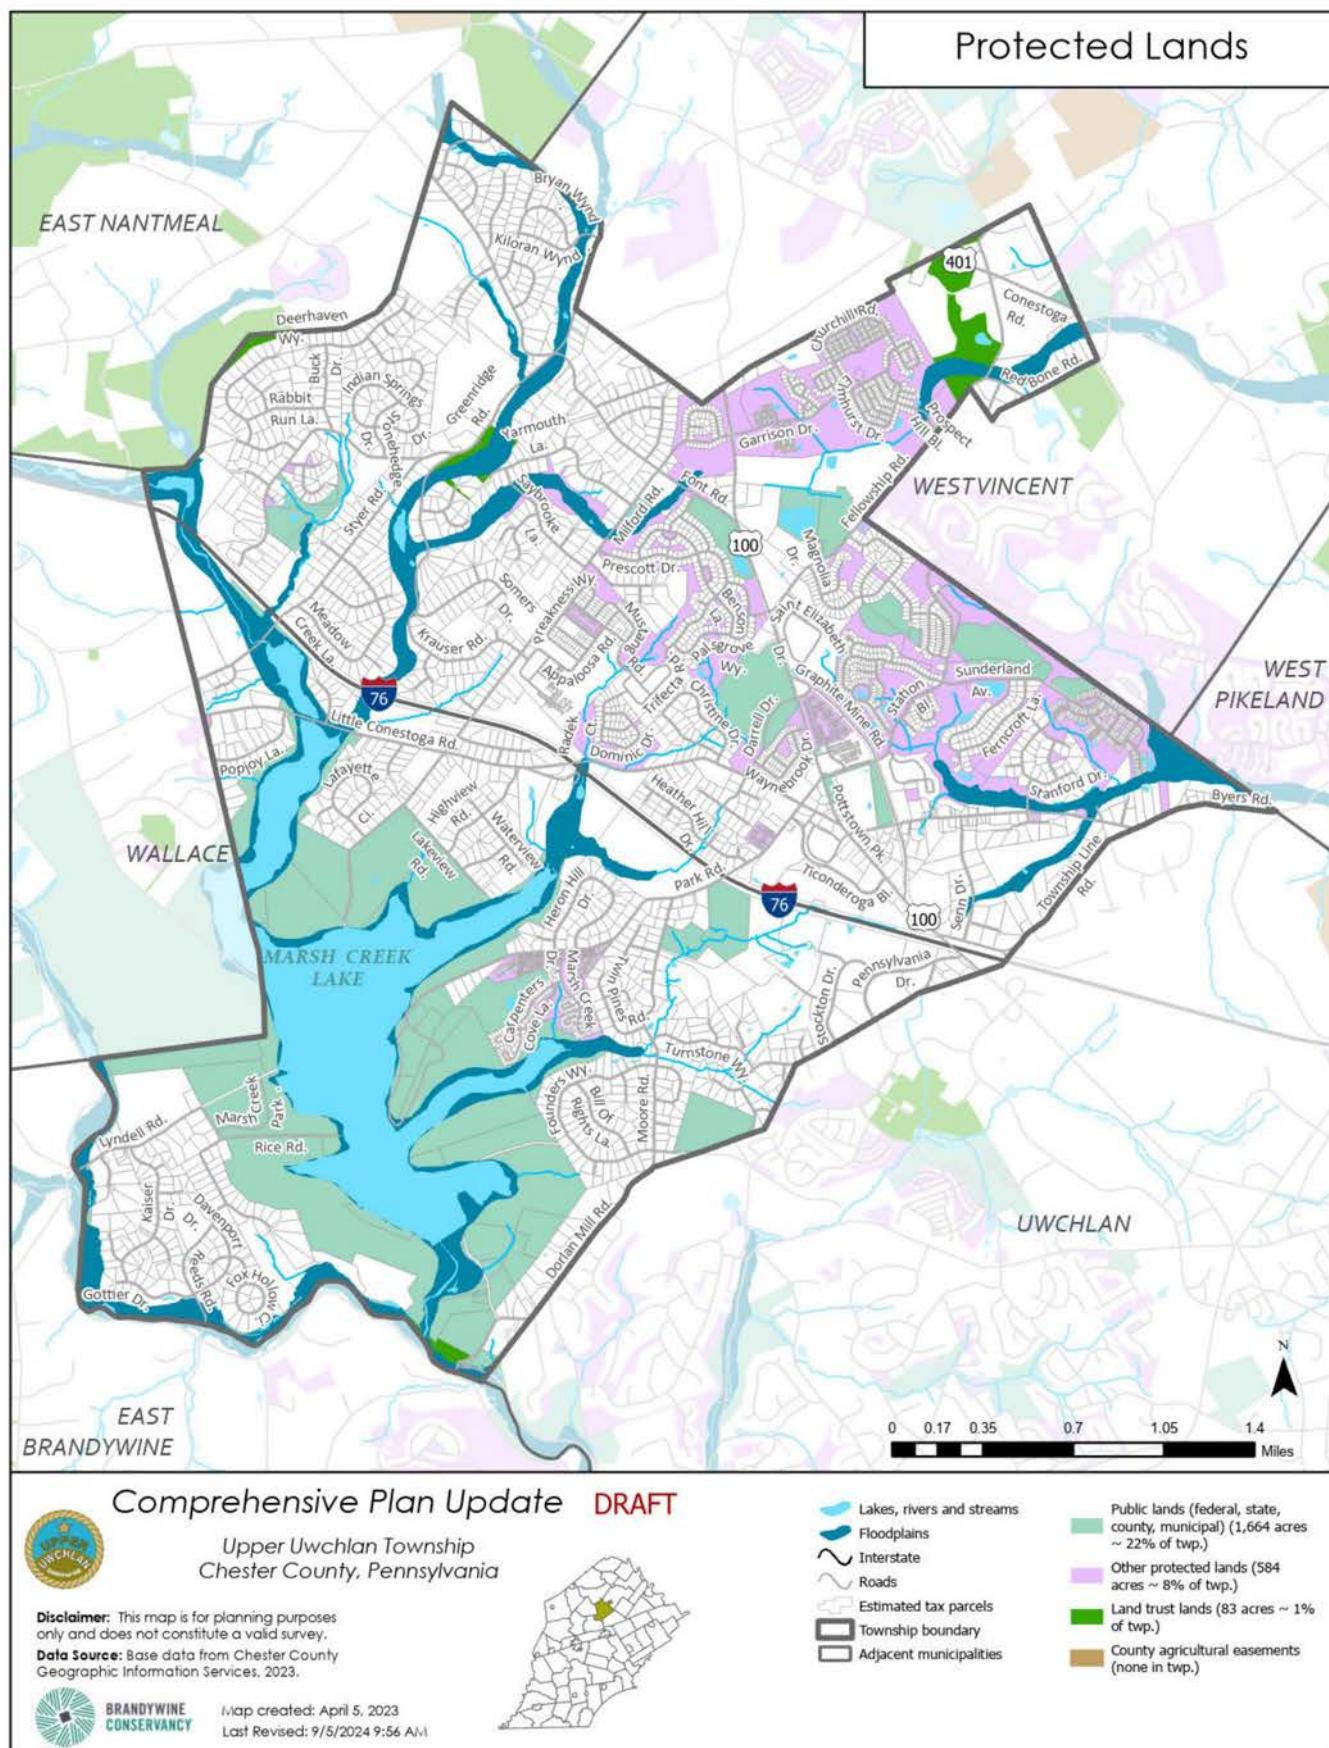 Protected Lands
EAST NANTMEAL
Bryan Wynd
Kiloran Wynd
401
Conestoga
Rd.
Red Bone Rd.
Deerhaven
Wy.
Buck
Dr.
Indian Springs
Dr.
Rabbit
Run La.
Stonehedge
Dr.
Greenridge
Rd.
Yarmouth
La.
Churchill Rd.
Amhurst Dr.
Garrison Dr.
Prospect
Hill Bl.
Fellowship Rd.
WESTVINCENT
Styer Rd.
Saybrooke
La.
Milford Rd.
Font Rd.
100
Magnolia
Dr.
Prescott Dr.
Somers
Dr.
Preakness Wy.
Mustang
Rd.
Benson
La.
Saint Elizabeth
Dr.
Meadow
Creek La.
Krauser Rd.
Appaloosa Rd.
Palsgrove
Wy.
Trifecta
Rd.
Christine Dr.
Darrell Dr.
Graphite Mine Rd.
Station
Bl.
Sunderland
Av.
Ferncroft La.
WEST
PIKELAND
76
Little Conestoga Rd.
Radek
Ct.
Dominic Dr.
Waynebrook Dr.
Stanford Dr.
Byers Rd.
Popjoy La.
Lafayette
Cl.
Highview
Rd.
Waterview
Rd.
Lakeview
Rd.
Heather Hill
Dr.
Pottstown Pk.
WALLACE
Park Rd.
Ticonderoga Bl.
76
100
Senn Dr.
Township Line
Rd.
Heron Hill
Dr.
MARSH CREEK
LAKE
Carpenters
Cove La.
Marsh Creek
Dr.
Twin
Pines
Rd.
Stockton Dr.
Pennsylvania
Dr.
Turnstone Wy.
Founders Wy.
Bill Of
Rights La.
Moore Rd.
Marsh Creek
Park
Lyndell Rd.
Rice Rd.
Kaiser
Dr.
Davenport
Dr.
Reeds Rd.
Fox Hollow Ci.
Gottier Dr.
Dorlan Mill Rd.
UWCHLAN
EAST
BRANDYWINE
N
0 0.17 0.35 0.7 1.05 1.4
Miles
Comprehensive Plan Update DRAFT
UPPER
UWCHLAN
Upper Uwchlan Township
Chester County, Pennsylvania
Disclaimer: This map is for planning purposes
only and does not constitute a valid survey.
Data Source: Base data from Chester County
Geographic Information Services, 2023.
BRANDYWINE
CONSERVANCY
Map created: April 5, 2023
Last Revised: 9/5/2024 9:56 AM
Lakes, rivers and streams
Floodplains
Interstate
Roads
Estimated tax parcels
Township boundary
Adjacent municipalities
Public lands (federal, state,
county, municipal) (1,664 acres
~ 22% of twp.)
Other protected lands (584
acres ~ 8% of twp.)
Land trust lands (83 acres ~ 1%
of twp.)
County agricultural easements
(none in twp.)